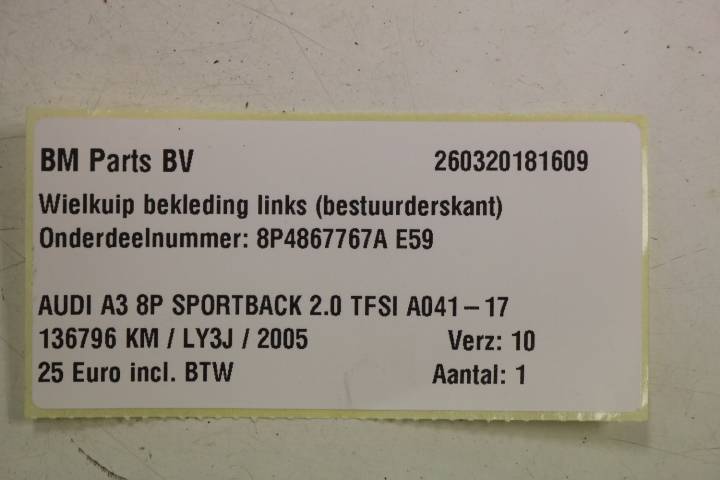 BM Parts BV 260320181609
Wielkuip bekleding links (bestuurderskant)
Onderdeelnummer: 8P4867767A E59
AUDI A3 8P SPORTBACK 2.0 TFSI A041-17
136796 KM / LY3J / 2005 Verz: 10
25 Euro incl. BTW Aantal: 1